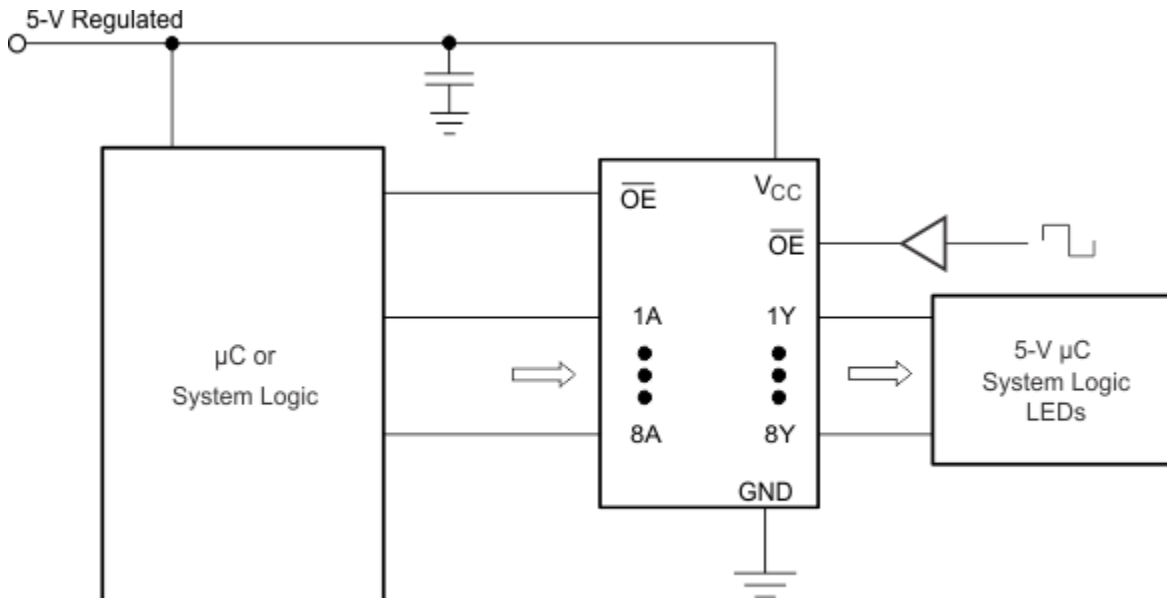 5-V Regulated
OE
VCC
OE
1A
1Y
µC or
System Logic
5-V µC
System Logic
LEDs
8A
8Y
GND